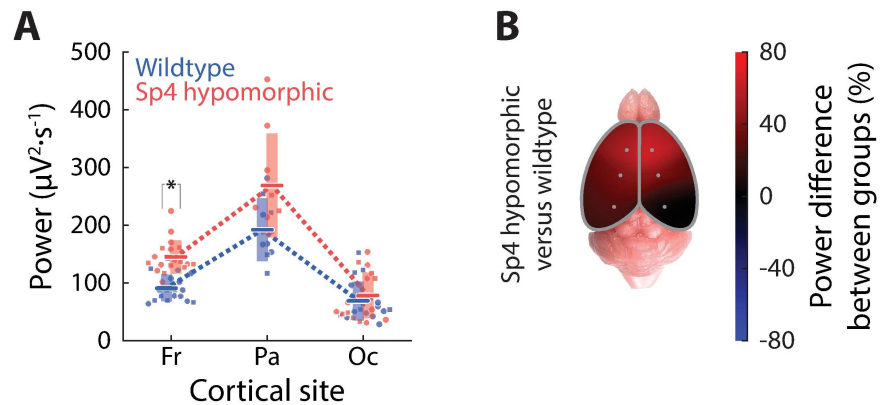 A
500
400
300
200
100
0
Power (µV²·s⁻¹)
Wildtype
Sp4 hypomorphic
*
Fr
Pa
Oc
Cortical site
B
Sp4 hypomorphic
versus wildtype
80
40
0
-40
-80
Power difference
between groups (%)